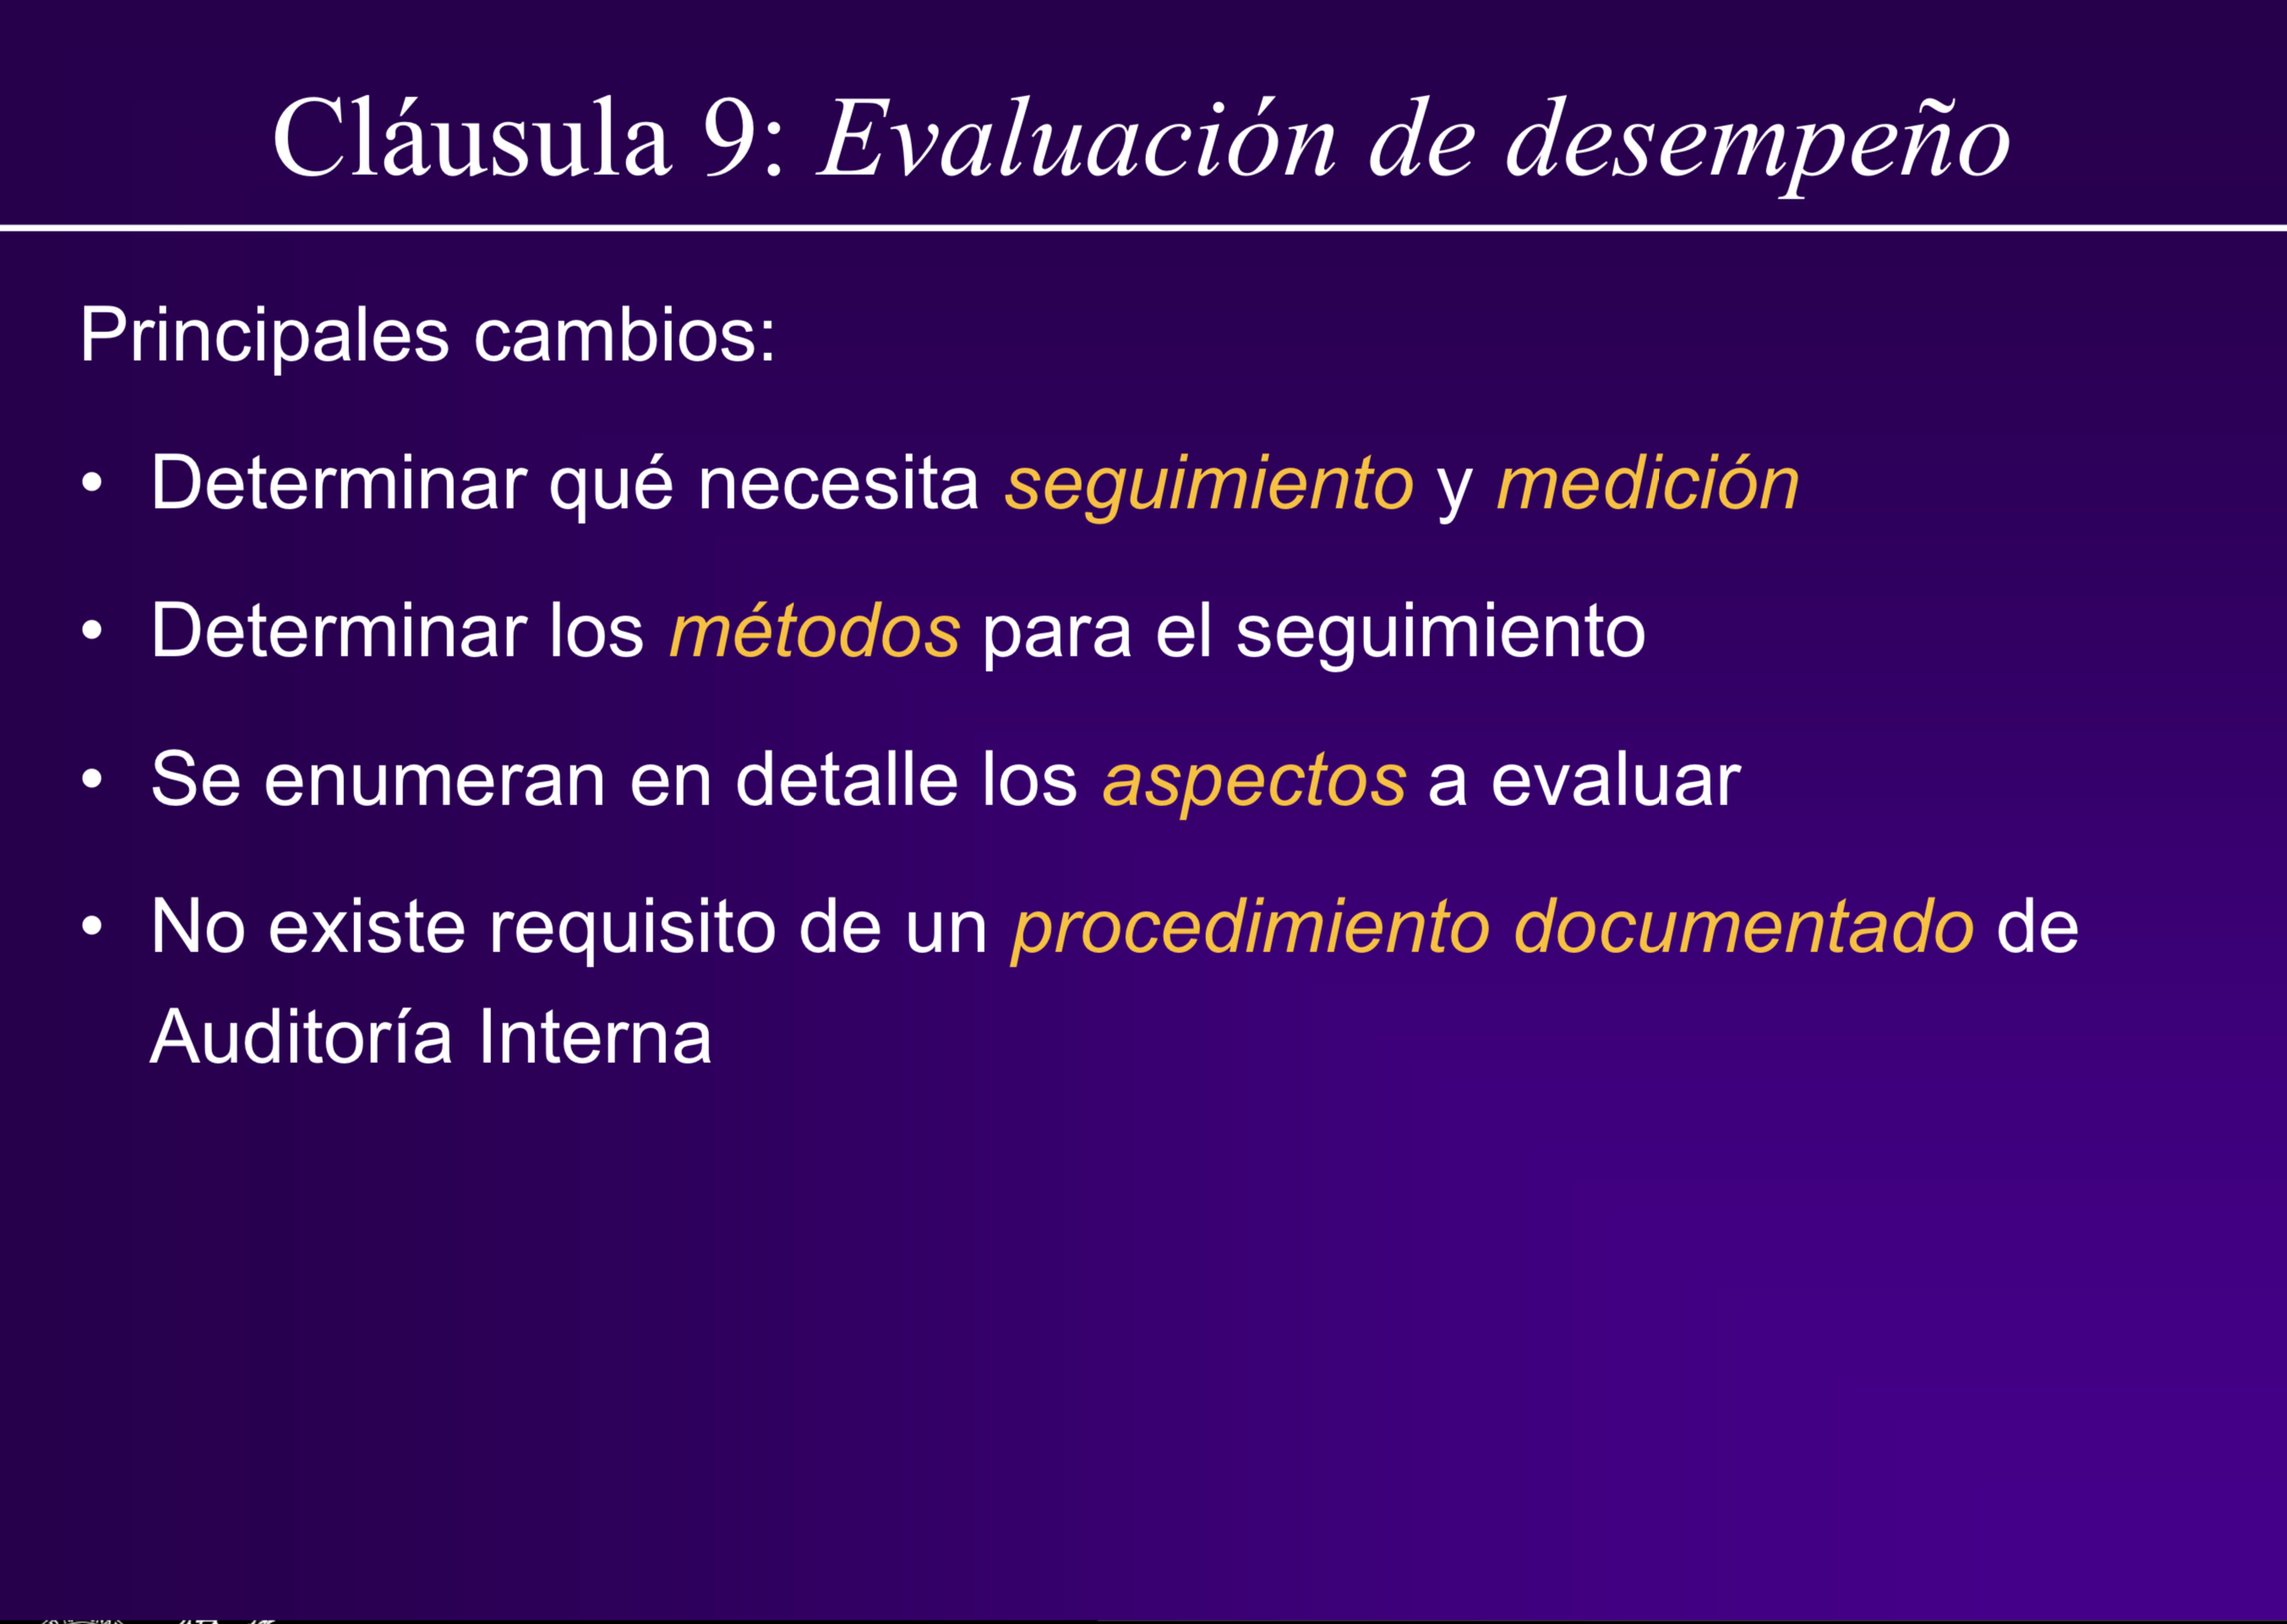 Cláusula 9: Evaluación de desempeño
Principales cambios:
• Determinar qué necesita seguimiento y medición
• Determinar los métodos para el seguimiento
• Se enumeran en detalle los aspectos a evaluar
• No existe requisito de un procedimiento documentado de
Auditoría Interna